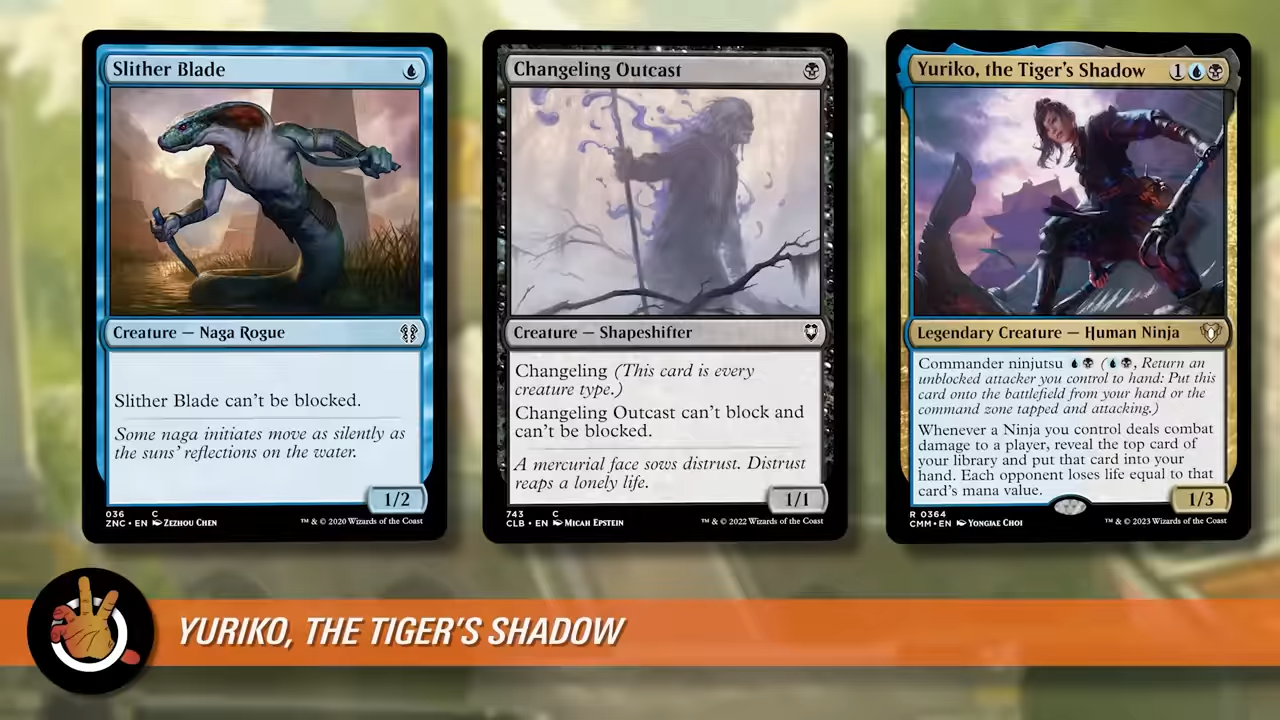 Slither Blade
Creature — Naga Rogue
Slither Blade can't be blocked.
Some naga initiates move as silently as
the suns' reflections on the water.
1/2
036 C
ZNC • EN Zezhou Chen
™ & © 2020 Wizards of the Coast
Changeling Outcast
Creature — Shapeshifter
Changeling (This card is every
creature type.)
Changeling Outcast can't block and
can't be blocked.
A mercurial face sows distrust. Distrust
reaps a lonely life.
1/1
743 C
CLB • EN Micah Epstein
™ & © 2022 Wizards of the Coast
Yuriko, the Tiger's Shadow 1
Legendary Creature — Human Ninja
Commander ninjutsu ( , Return an
unblocked attacker you control to hand: Put this
card onto the battlefield from your hand or the
command zone tapped and attacking.)
Whenever a Ninja you control deals combat
damage to a player, reveal the top card of
your library and put that card into your
hand. Each opponent loses life equal to that
card's mana value.
1/3
R 0364
CMM • EN Yongjae Choi
™ & © 2023 Wizards of the Coast
YURIKO, THE TIGER'S SHADOW